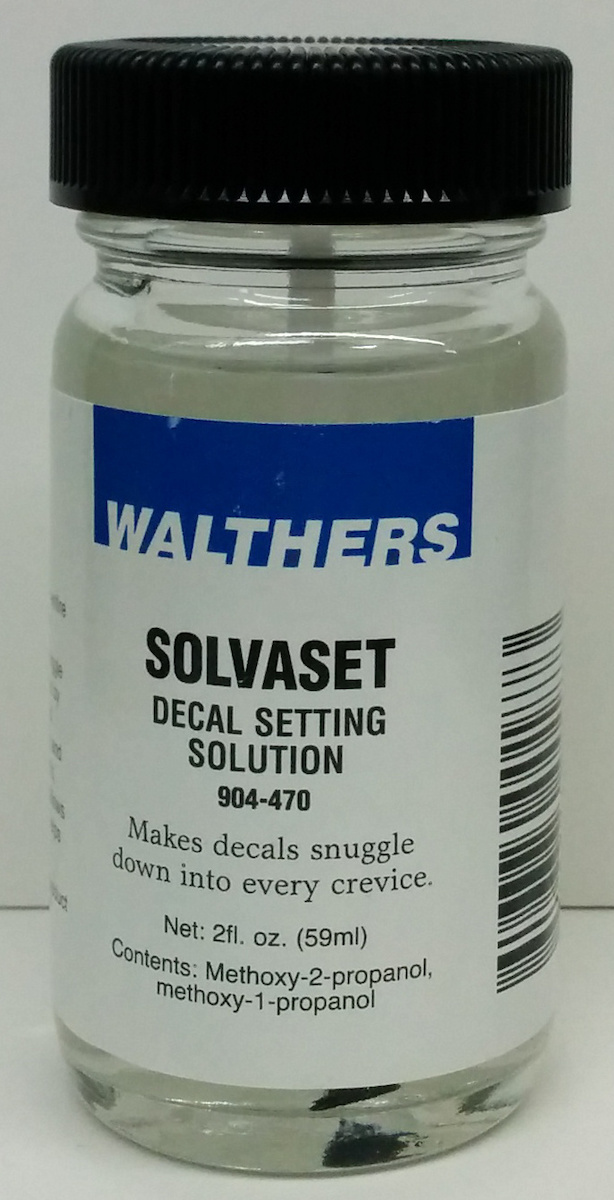 WALTHERS
SOLVASET
DECAL SETTING
SOLUTION
904-470
Makes decals snuggle
down into every crevice.
Net: 2fl. oz. (59ml)
Contents: Methoxy-2-propanol,
methoxy-1-propanol